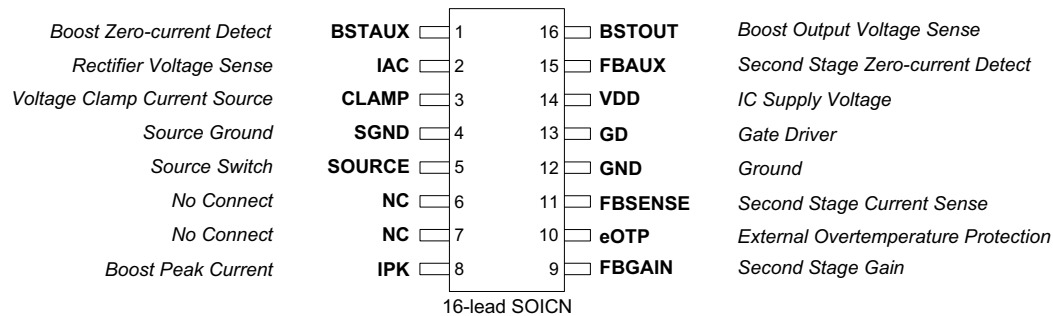 Boost Zero-current Detect BSTAUX 1 16 BSTOUT Boost Output Voltage Sense
Rectifier Voltage Sense IAC 2 15 FBAUX Second Stage Zero-current Detect
Voltage Clamp Current Source CLAMP 3 14 VDD IC Supply Voltage
Source Ground SGND 4 13 GD Gate Driver
Source Switch SOURCE 5 12 GND Ground
No Connect NC 6 11 FBSENSE Second Stage Current Sense
No Connect NC 7 10 eOTP External Overtemperature Protection
Boost Peak Current IPK 8 9 FBGAIN Second Stage Gain
16-lead SOICN